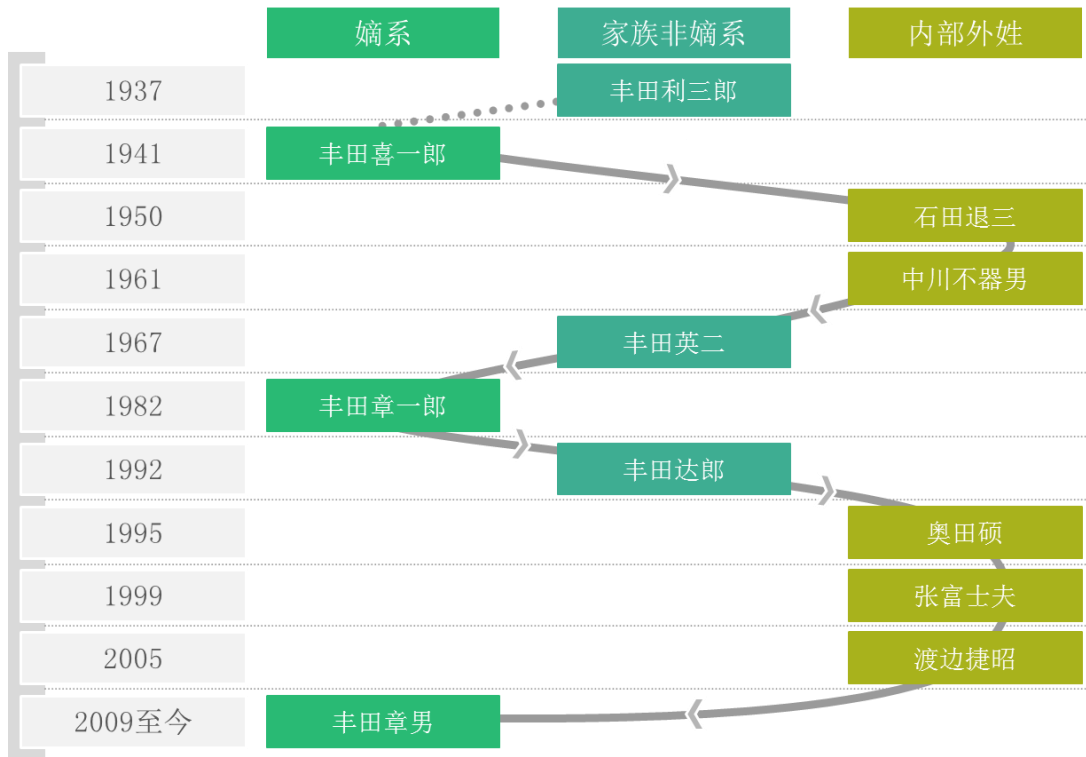 嫡系 家族非嫡系 内部外姓
1937 丰田利三郎
1941 丰田喜一郎
1950 石田退三
1961 中川不器男
1967 丰田英二
1982 丰田章一郎
1992 丰田达郎
1995 奥田硕
1999 张富士夫
2005 渡边捷昭
2009至今 丰田章男